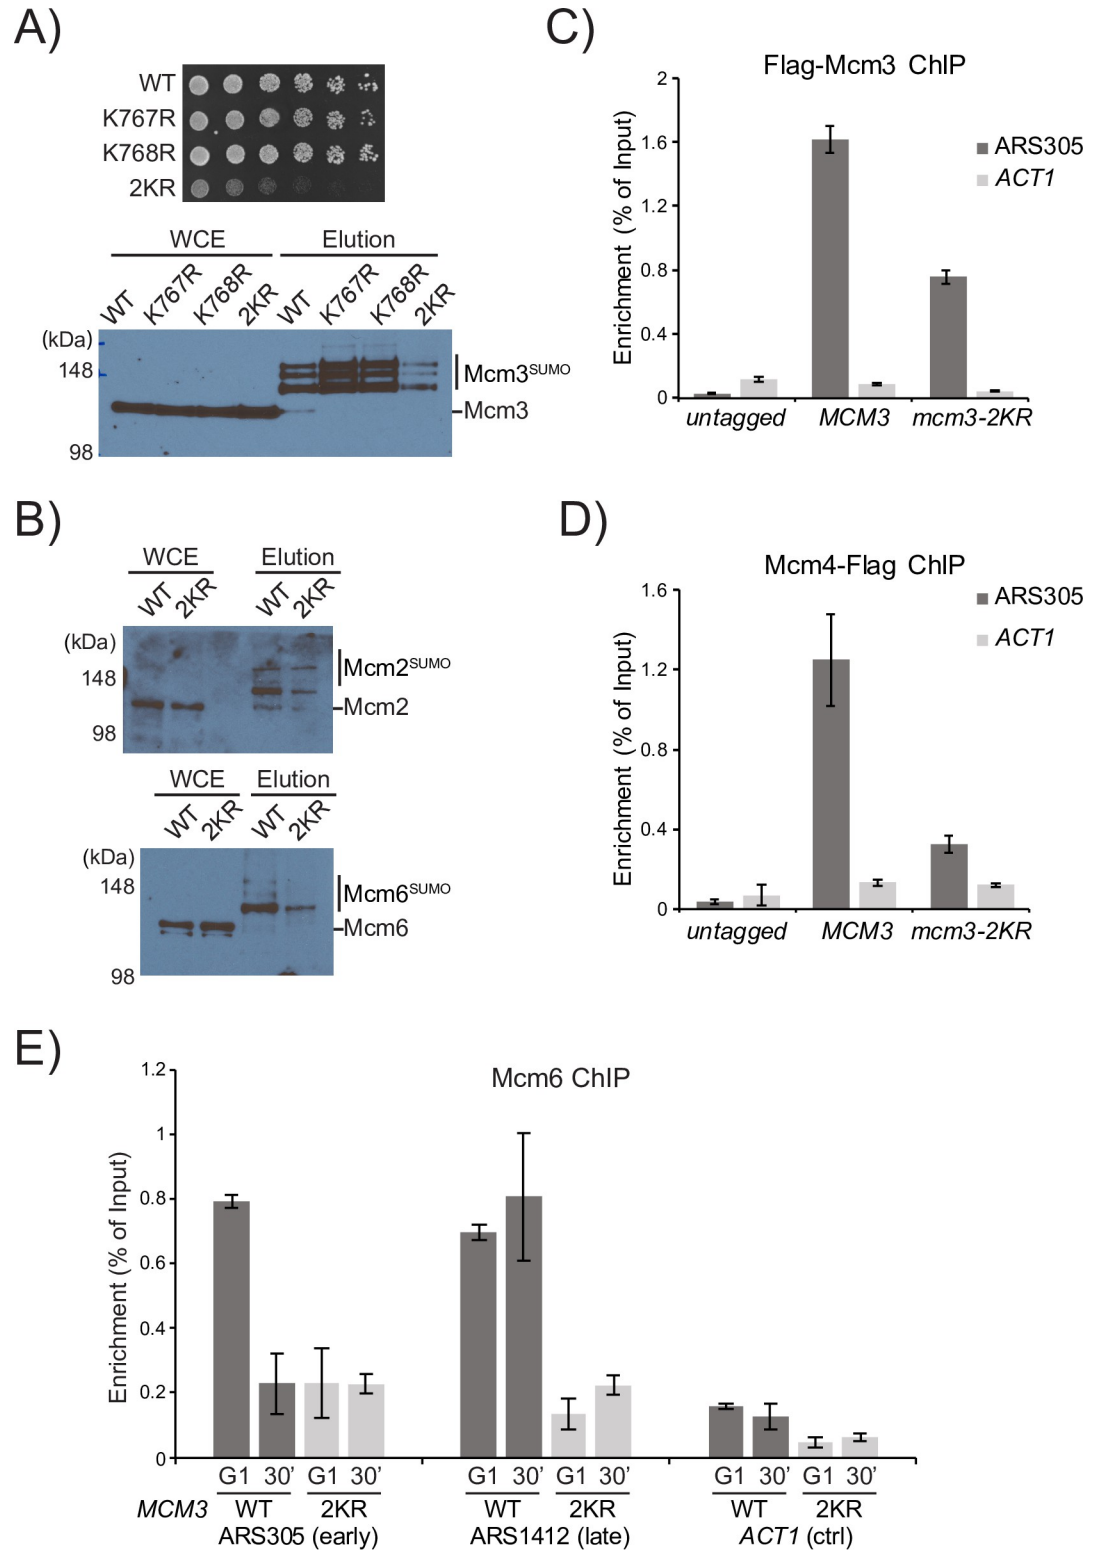 A)
WT
K767R
K768R
2KR
WCE Elution
WT K767R K768R 2KR WT K767R K768R 2KR
(kDa)
148
98
Mcm3SUMO
Mcm3
B)
WCE Elution
WT 2KR WT 2KR
(kDa)
148
98
Mcm2SUMO
Mcm2
WCE Elution
WT 2KR WT 2KR
(kDa)
148
98
Mcm6SUMO
Mcm6
C)
Flag-Mcm3 ChIP
Enrichment (% of Input)
2
1.6
1.2
0.8
0.4
0
ARS305
ACT1
untagged MCM3 mcm3-2KR
D)
Mcm4-Flag ChIP
Enrichment (% of Input)
1.6
1.2
0.8
0.4
0
ARS305
ACT1
untagged MCM3 mcm3-2KR
E)
Mcm6 ChIP
Enrichment (% of Input)
1.2
1
0.8
0.6
0.4
0.2
0
G1 30' G1 30' G1 30' G1 30' G1 30' G1 30'
MCM3 WT 2KR WT 2KR WT 2KR
ARS305 (early) ARS1412 (late) ACT1 (ctrl)